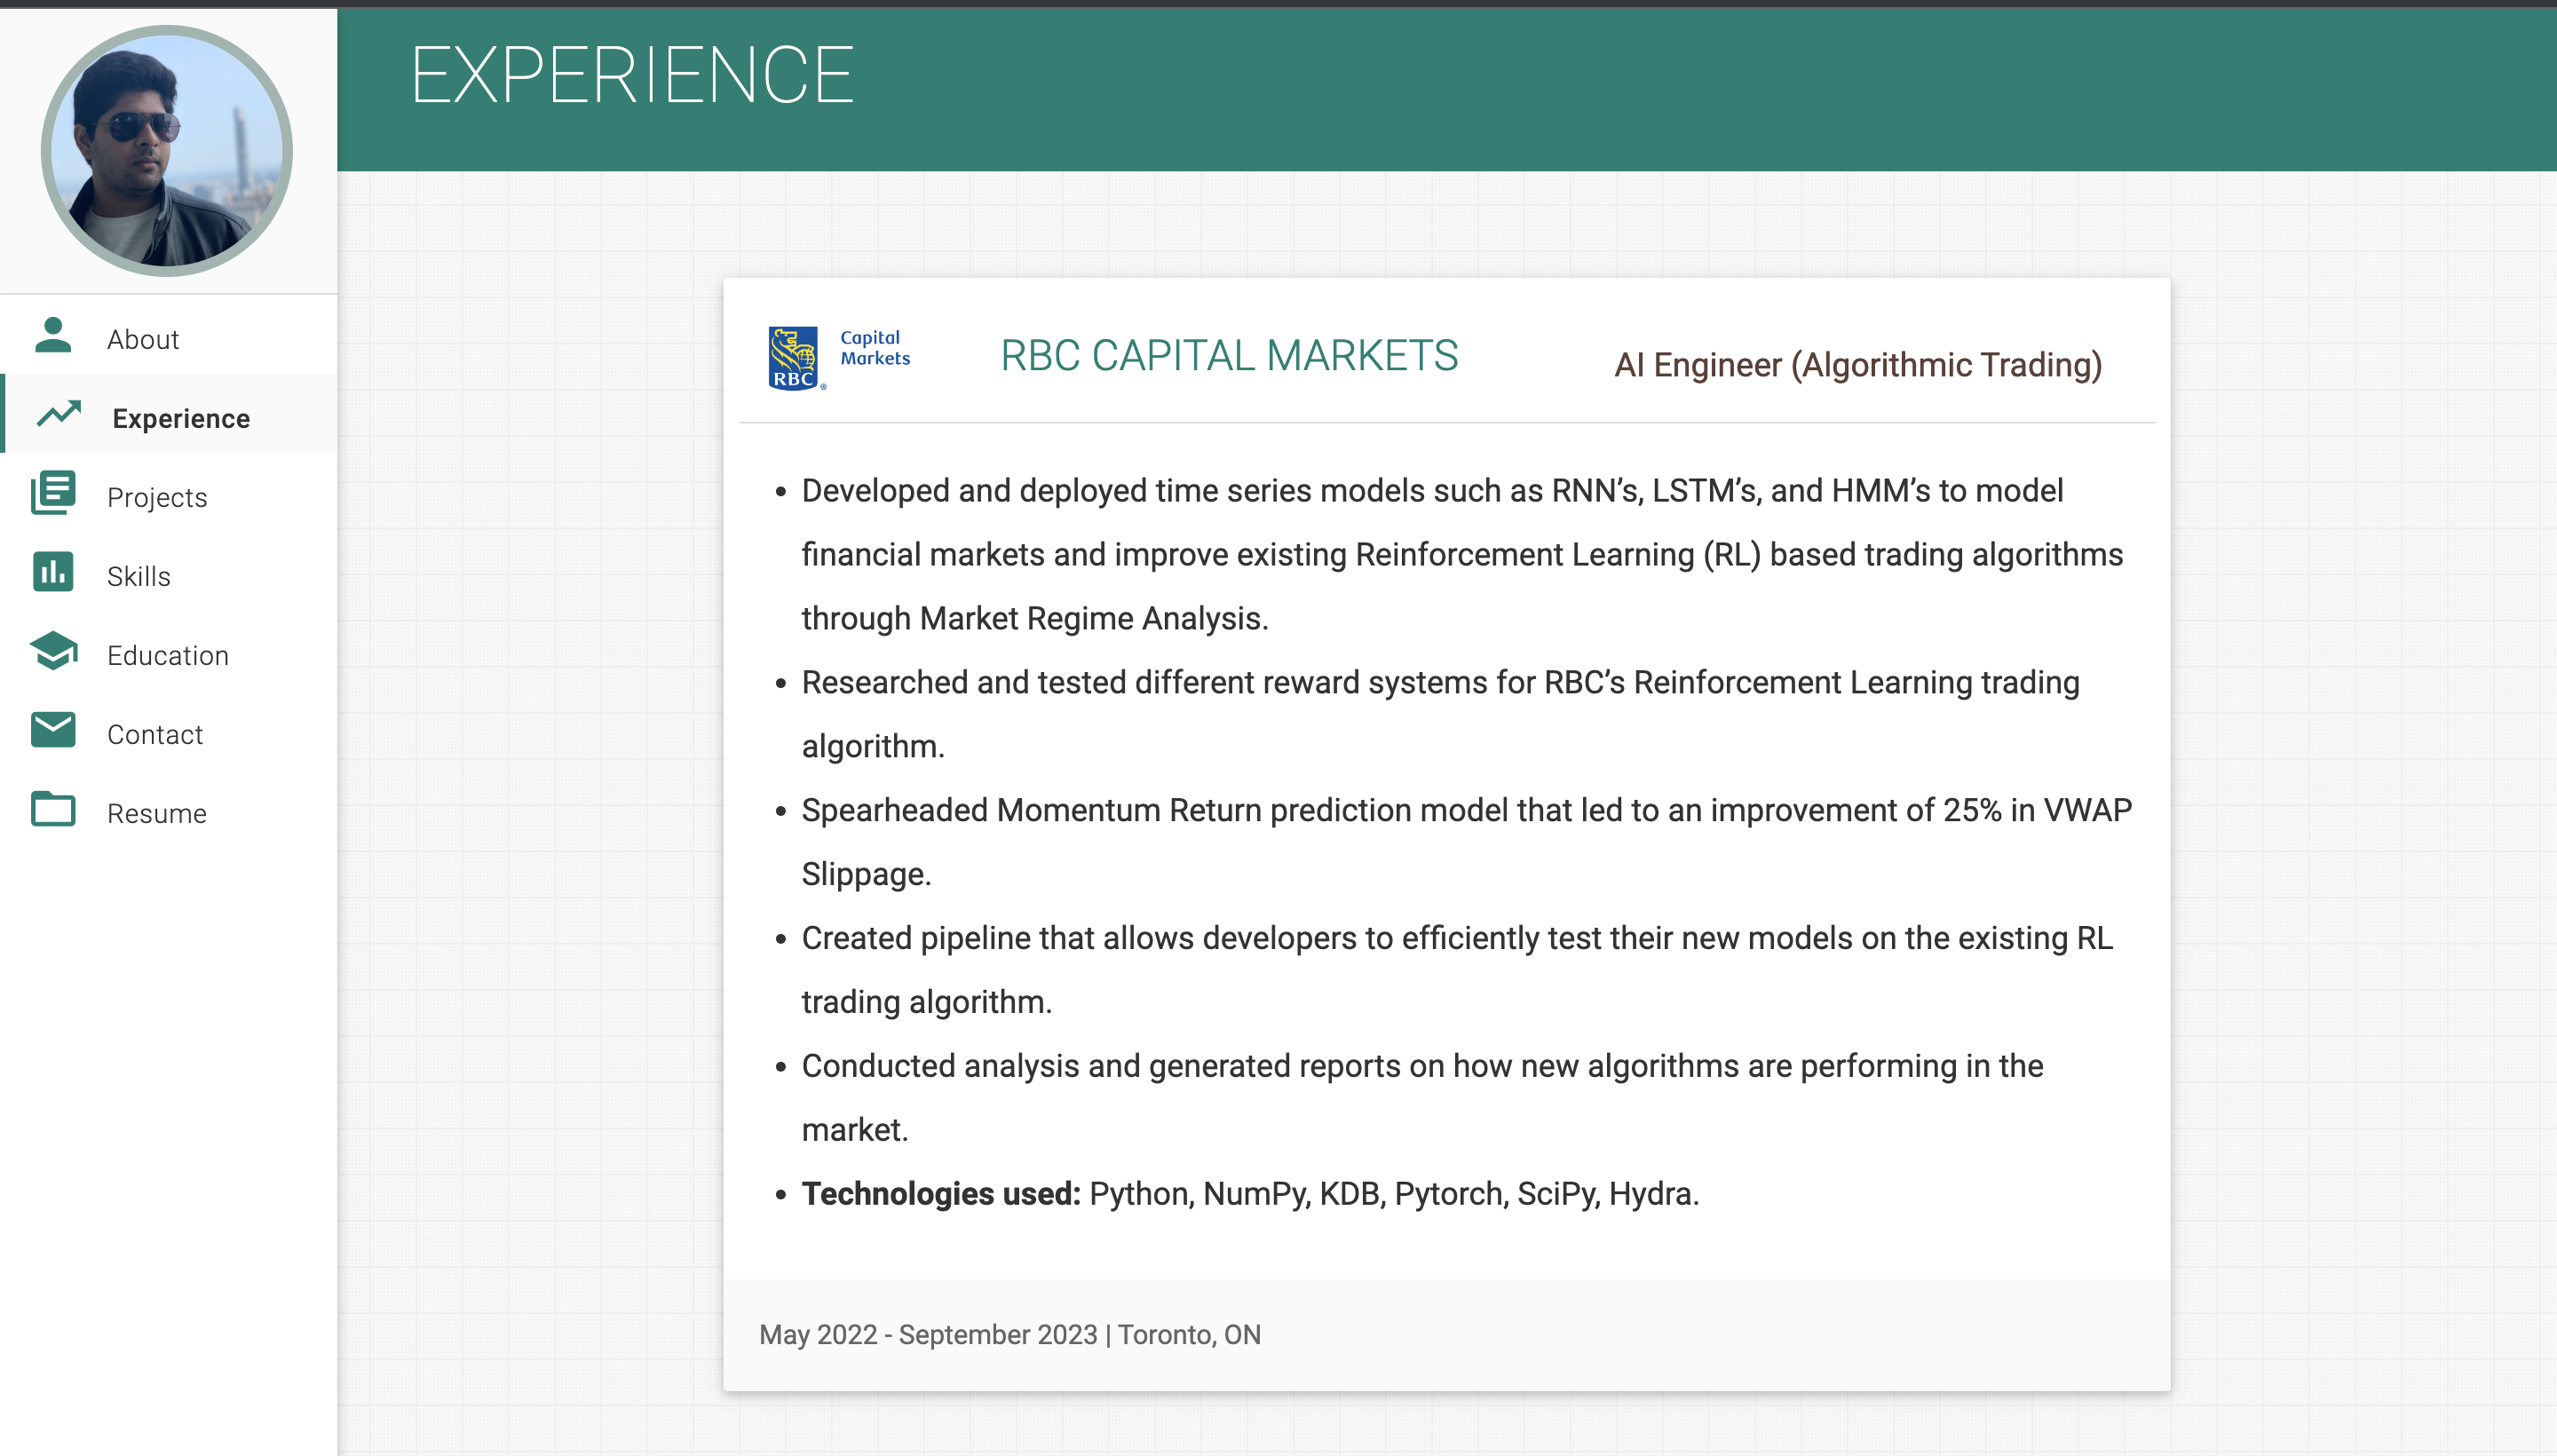 EXPERIENCE
About
Experience
Projects
Skills
Education
Contact
Resume
RBC®
Capital
Markets
RBC CAPITAL MARKETS
AI Engineer (Algorithmic Trading)
• Developed and deployed time series models such as RNN’s, LSTM’s, and HMM’s to model
financial markets and improve existing Reinforcement Learning (RL) based trading algorithms
through Market Regime Analysis.
• Researched and tested different reward systems for RBC’s Reinforcement Learning trading
algorithm.
• Spearheaded Momentum Return prediction model that led to an improvement of 25% in VWAP
Slippage.
• Created pipeline that allows developers to efficiently test their new models on the existing RL
trading algorithm.
• Conducted analysis and generated reports on how new algorithms are performing in the
market.
• Technologies used: Python, NumPy, KDB, Pytorch, SciPy, Hydra.
May 2022 - September 2023 | Toronto, ON